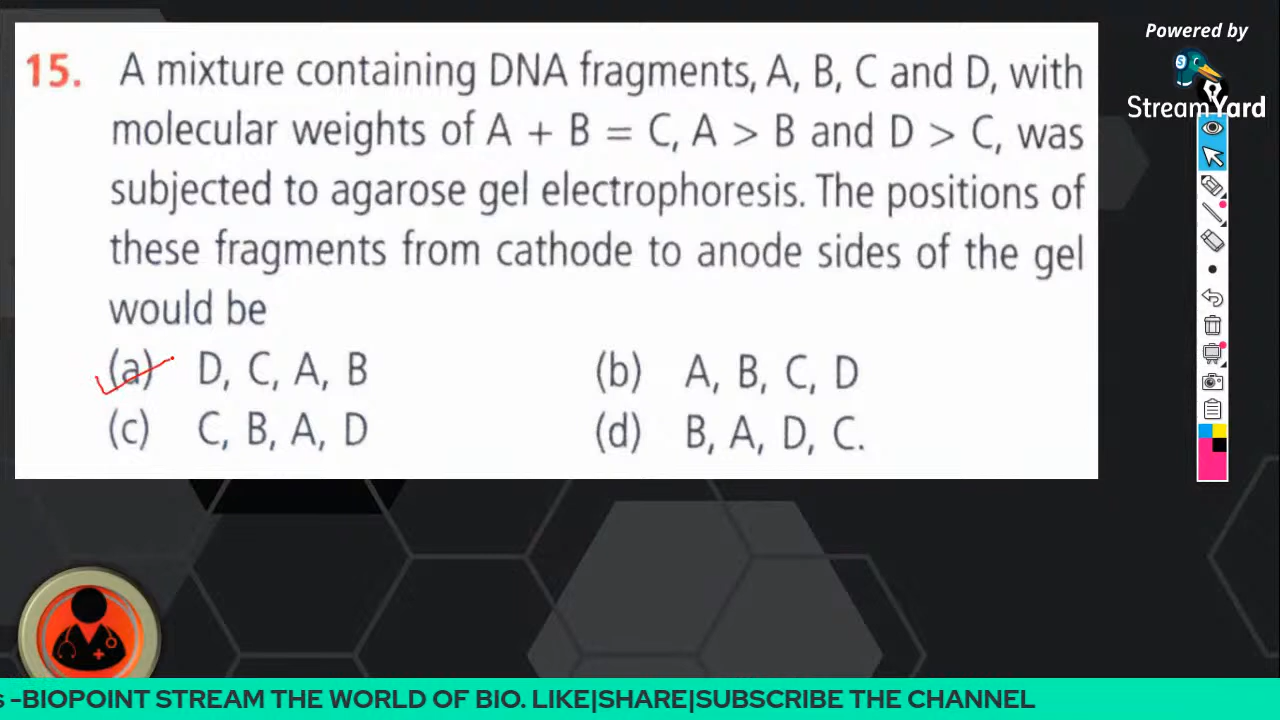 Powered by
StreamYard
15. A mixture containing DNA fragments, A, B, C and D, with
molecular weights of A + B = C, A > B and D > C, was
subjected to agarose gel electrophoresis. The positions of
these fragments from cathode to anode sides of the gel
would be
(a) D, C, A, B (b) A, B, C, D
(c) C, B, A, D (d) B, A, D, C.
s -BIOPOINT STREAM THE WORLD OF BIO. LIKE|SHARE|SUBSCRIBE THE CHANNEL